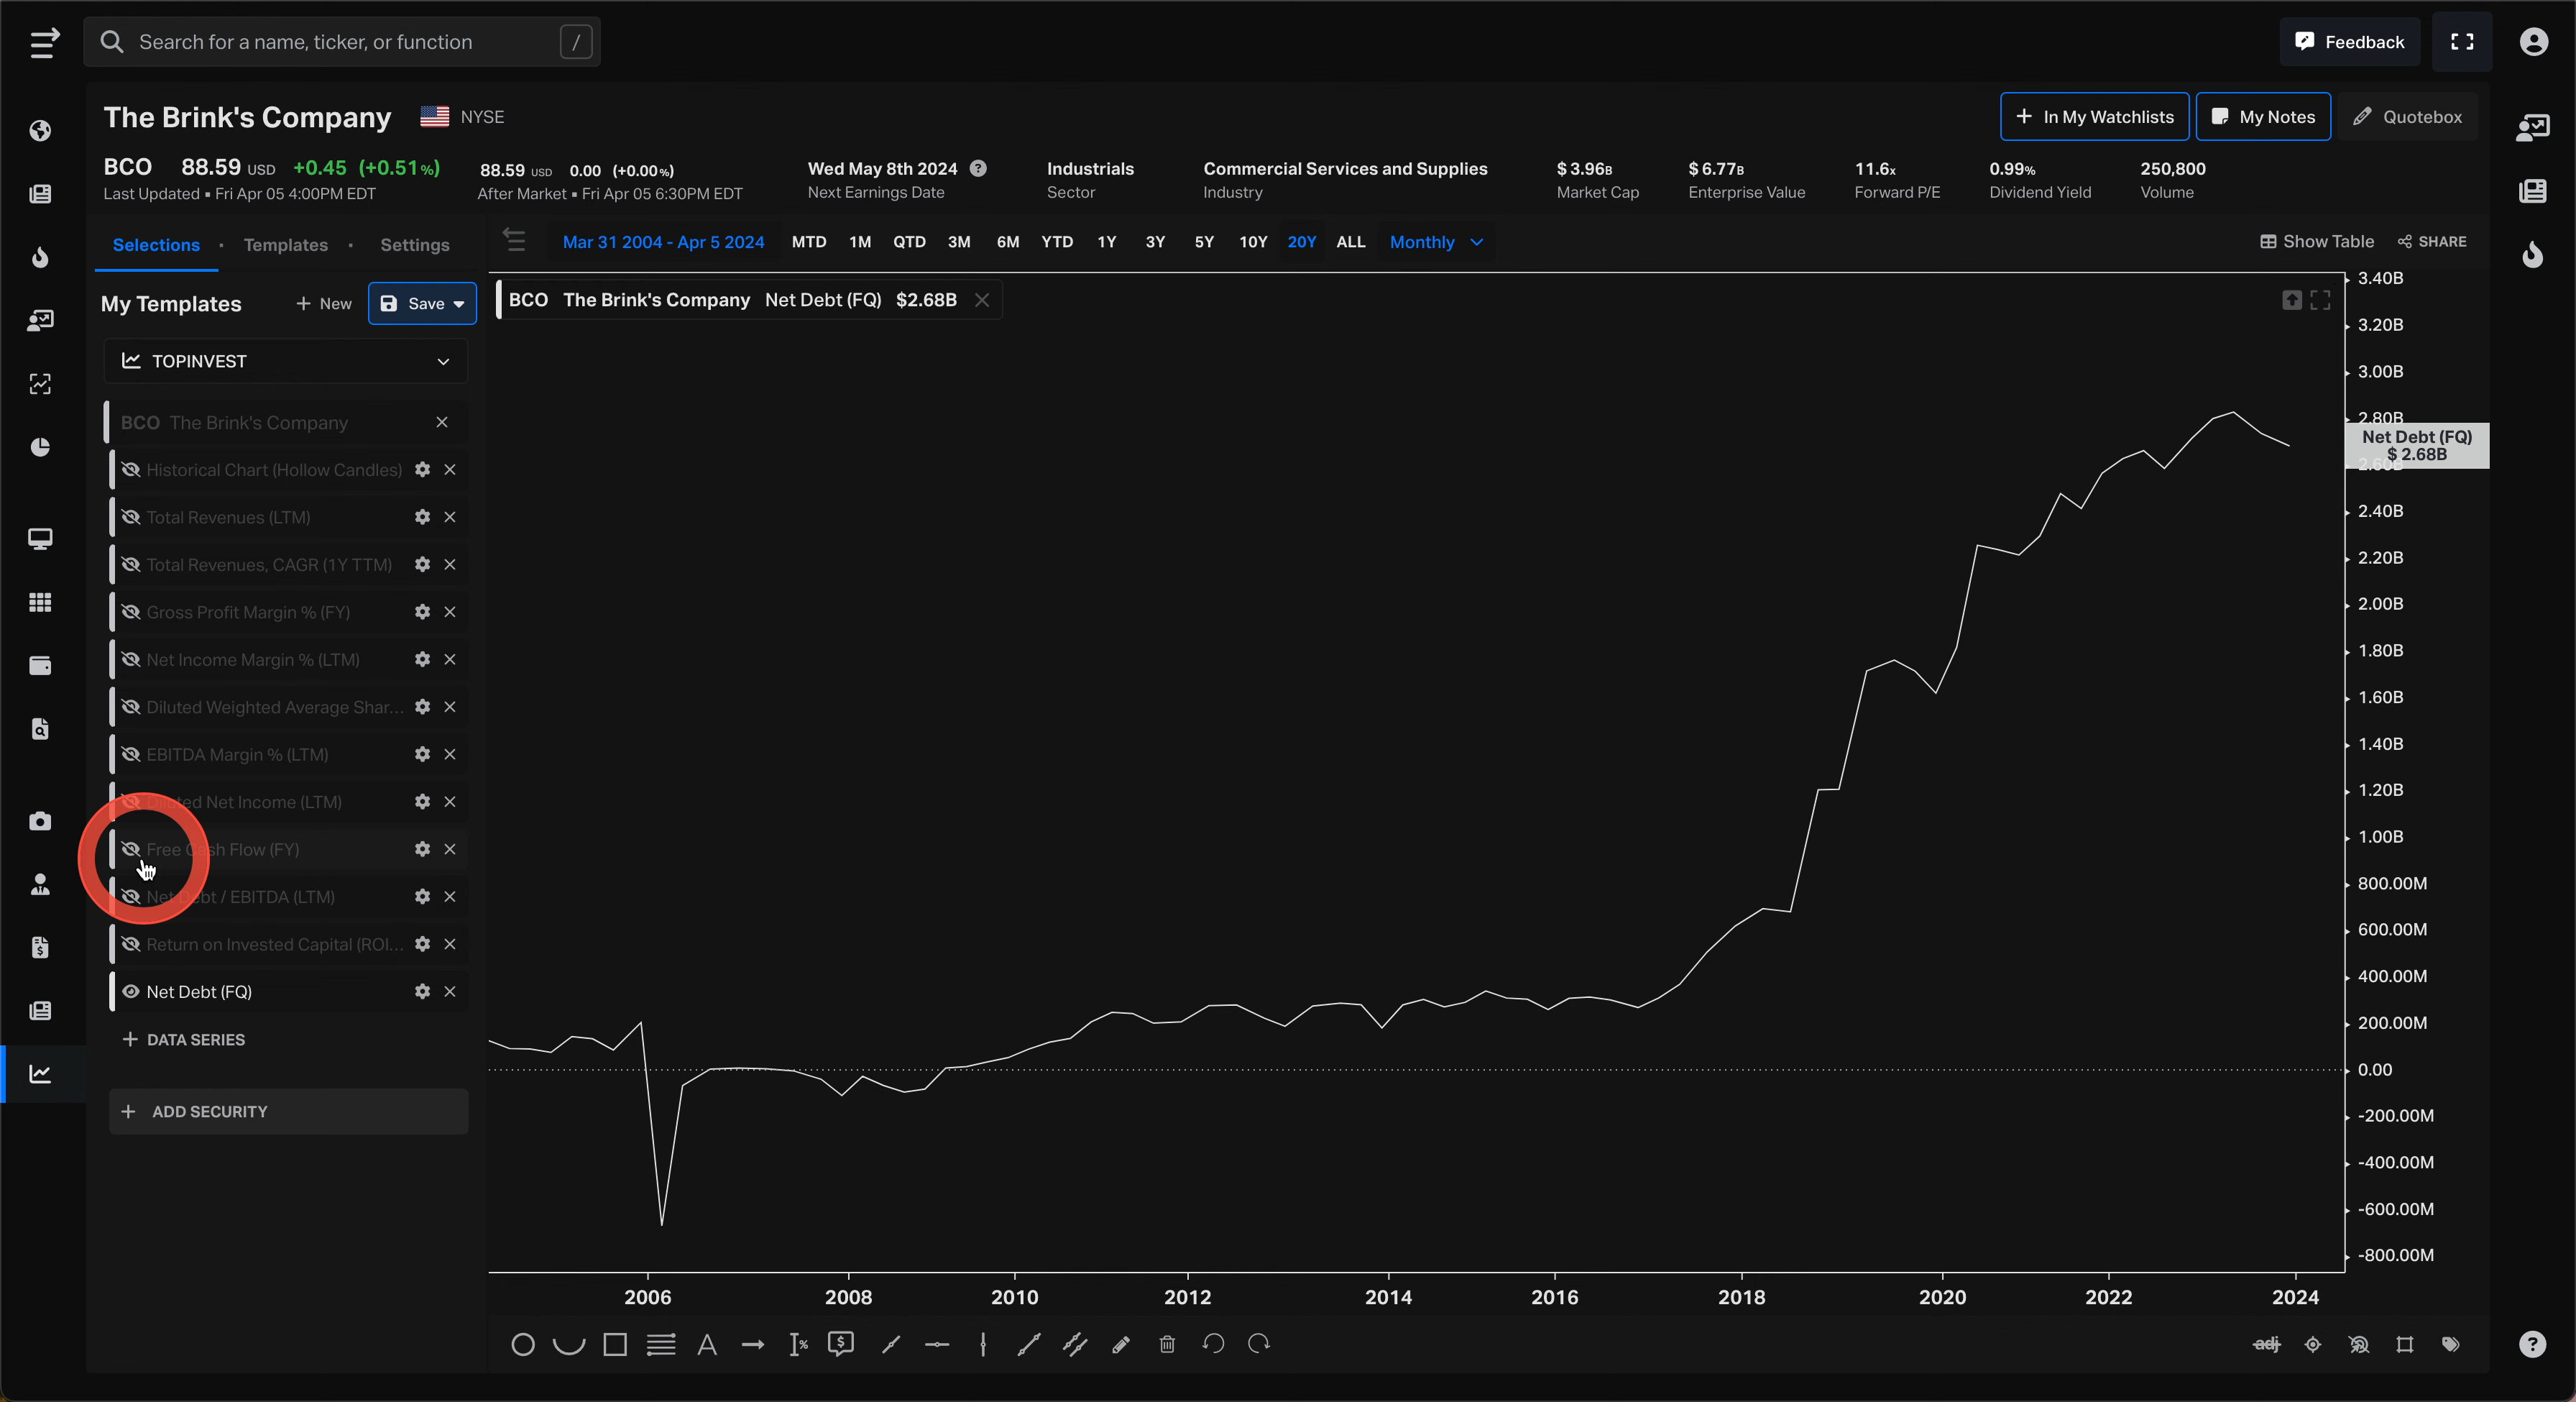 Search for a name, ticker, or function /
Feedback
The Brink's Company NYSE
+ In My Watchlists My Notes Quotebox
BCO 88.59 USD +0.45 (+0.51%)
Last Updated ▪ Fri Apr 05 4:00PM EDT
88.59 USD 0.00 (+0.00%)
After Market ▪ Fri Apr 05 6:30PM EDT
Wed May 8th 2024 ?
Next Earnings Date
Industrials
Sector
Commercial Services and Supplies
Industry
$ 3.96B
Market Cap
$ 6.77B
Enterprise Value
11.6x
Forward P/E
0.99%
Dividend Yield
250,800
Volume
Selections · Templates · Settings
Mar 31 2004 - Apr 5 2024 MTD 1M QTD 3M 6M YTD 1Y 3Y 5Y 10Y 20Y ALL Monthly
Show Table SHARE
My Templates + New Save
TOPINVEST
BCO The Brink's Company
Historical Chart (Hollow Candles)
Total Revenues (LTM)
Total Revenues, CAGR (1Y TTM)
Gross Profit Margin % (FY)
Net Income Margin % (LTM)
Diluted Weighted Average Shar...
EBITDA Margin % (LTM)
Diluted Net Income (LTM)
Free Cash Flow (FY)
Net Debt / EBITDA (LTM)
Return on Invested Capital (ROI...
Net Debt (FQ)
+ DATA SERIES
+ ADD SECURITY
BCO The Brink's Company Net Debt (FQ) $2.68B
3.40B
3.20B
3.00B
2.80B
Net Debt (FQ)
$ 2.68B
2.60B
2.40B
2.20B
2.00B
1.80B
1.60B
1.40B
1.20B
1.00B
800.00M
600.00M
400.00M
200.00M
0.00
-200.00M
-400.00M
-600.00M
-800.00M
2006 2008 2010 2012 2014 2016 2018 2020 2022 2024
A % $ adj ?